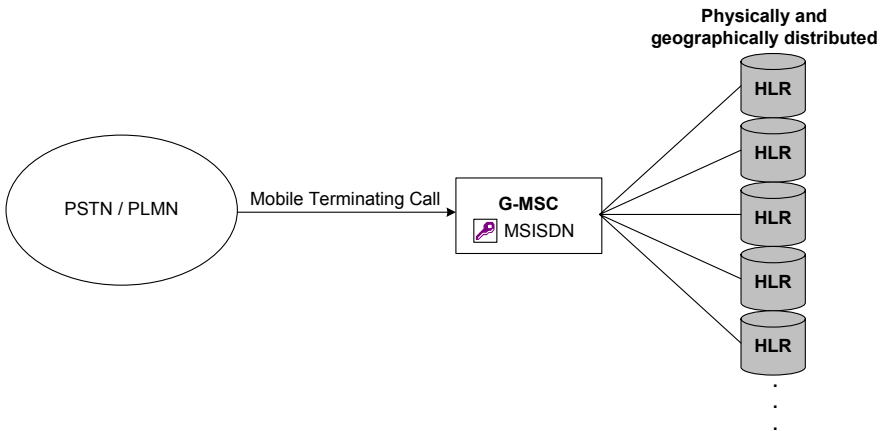 Physically and
geographically distributed
HLR
HLR
PSTN / PLMN
Mobile Terminating Call
G-MSC
MSISDN
HLR
HLR
HLR
.
.
.